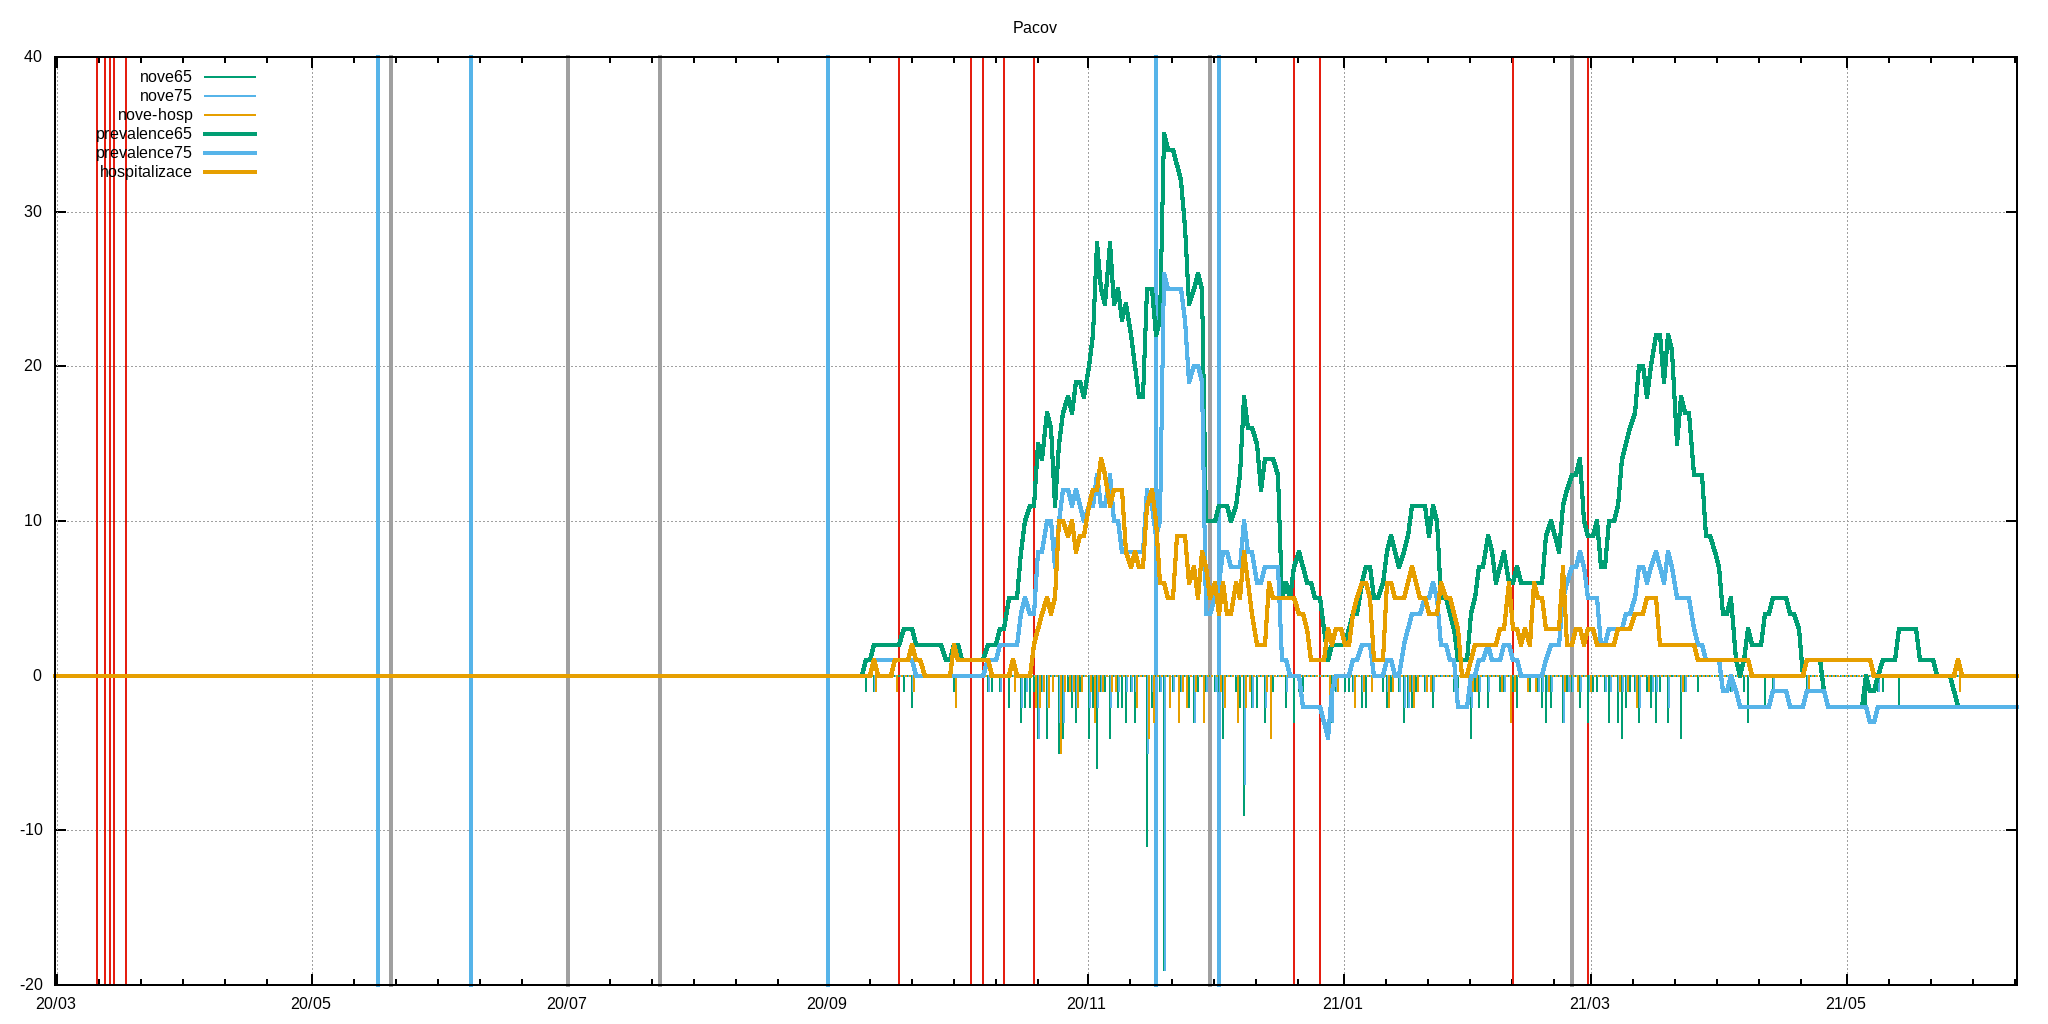 Pacov
40
nove65
nove75
nove-hosp
prevalence65
prevalence75
hospitalizace
30
20
10
0
-10
-20
20/03 20/05 20/07 20/09 20/11 21/01 21/03 21/05